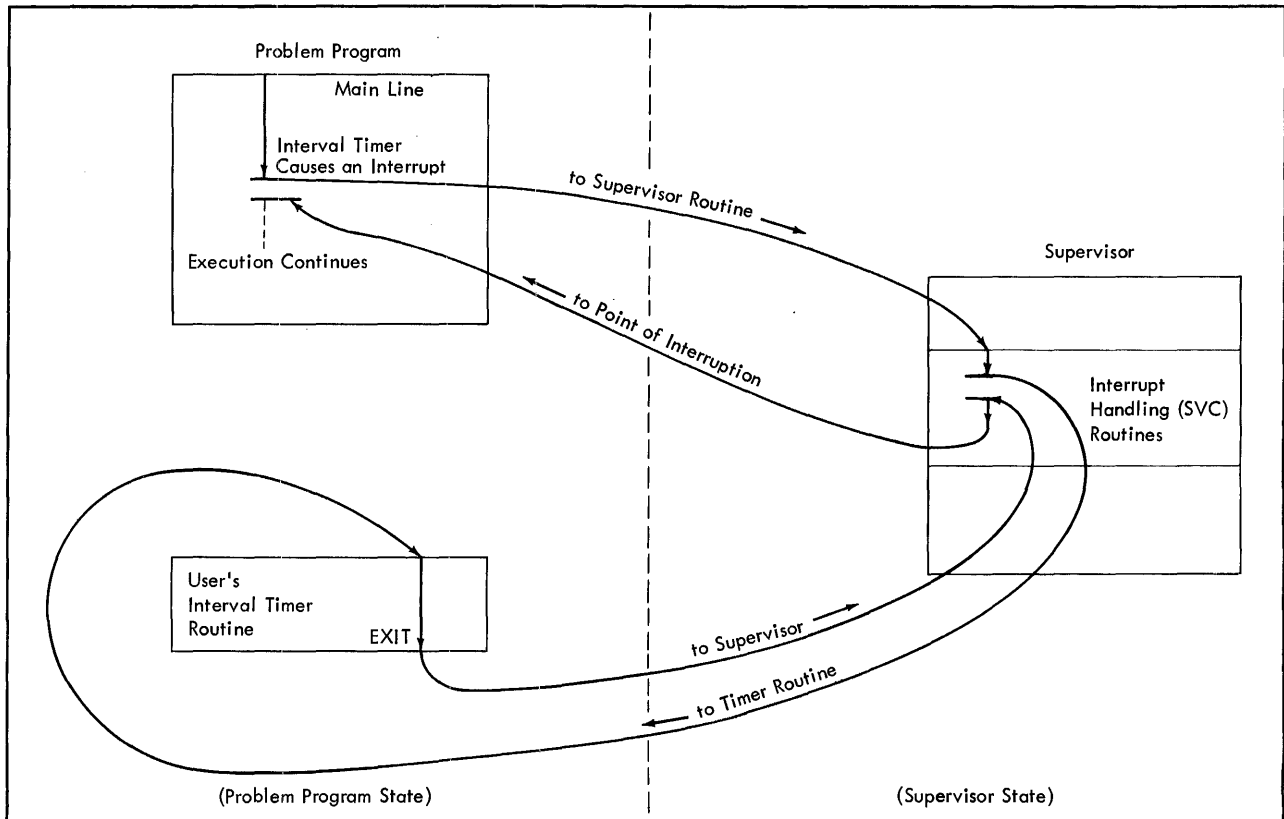 Problem Program
Main Line
Interval Timer
Causes an Interrupt
to Supervisor Routine
Execution Continues
to Point of Interruption
Supervisor
Interrupt
Handling (SVC)
Routines
User's
Interval Timer
Routine
EXIT
to Supervisor
to Timer Routine
(Problem Program State)
(Supervisor State)